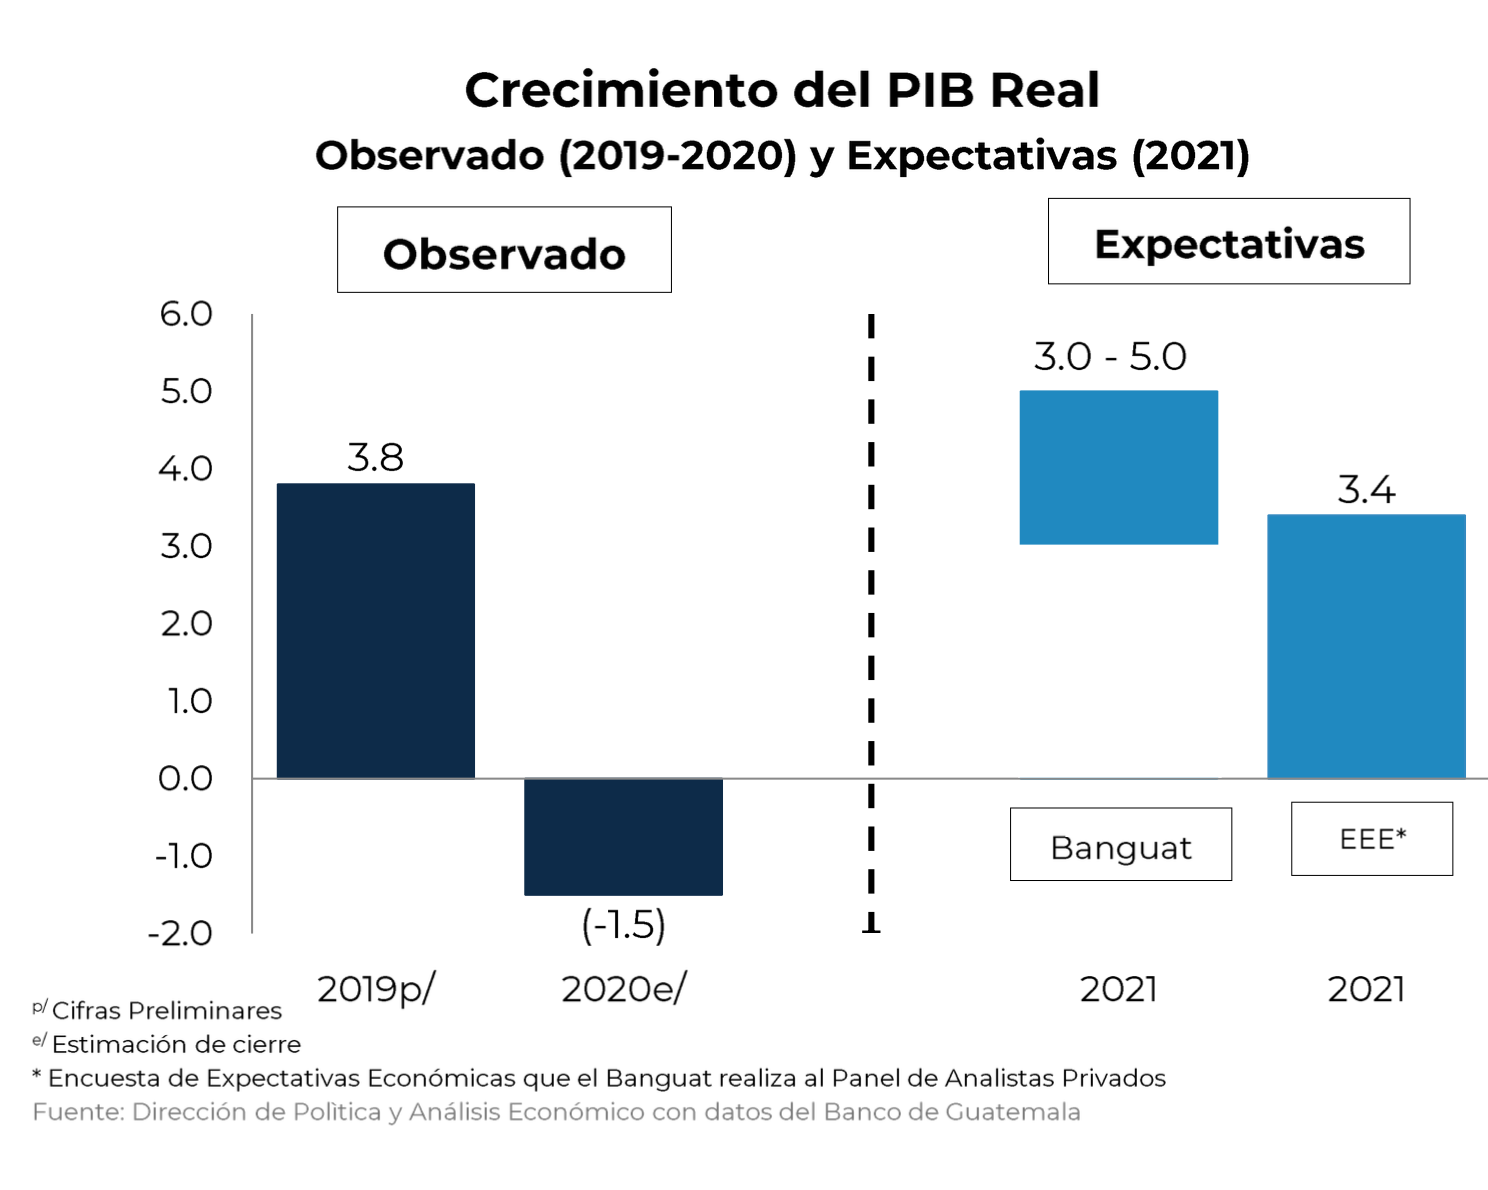 Crecimiento del PIB Real
Observado (2019-2020) y Expectativas (2021)
Observado
Expectativas
6.0
5.0
4.0
3.0
2.0
1.0
0.0
-1.0
-2.0
3.8
(-1.5)
3.0 - 5.0
3.4
Banguat
EEE*
2019p/
2020e/
2021
2021
p/ Cifras Preliminares
e/ Estimación de cierre
* Encuesta de Expectativas Económicas que el Banguat realiza al Panel de Analistas Privados
Fuente: Dirección de Polìtica y Análisis Económico con datos del Banco de Guatemala